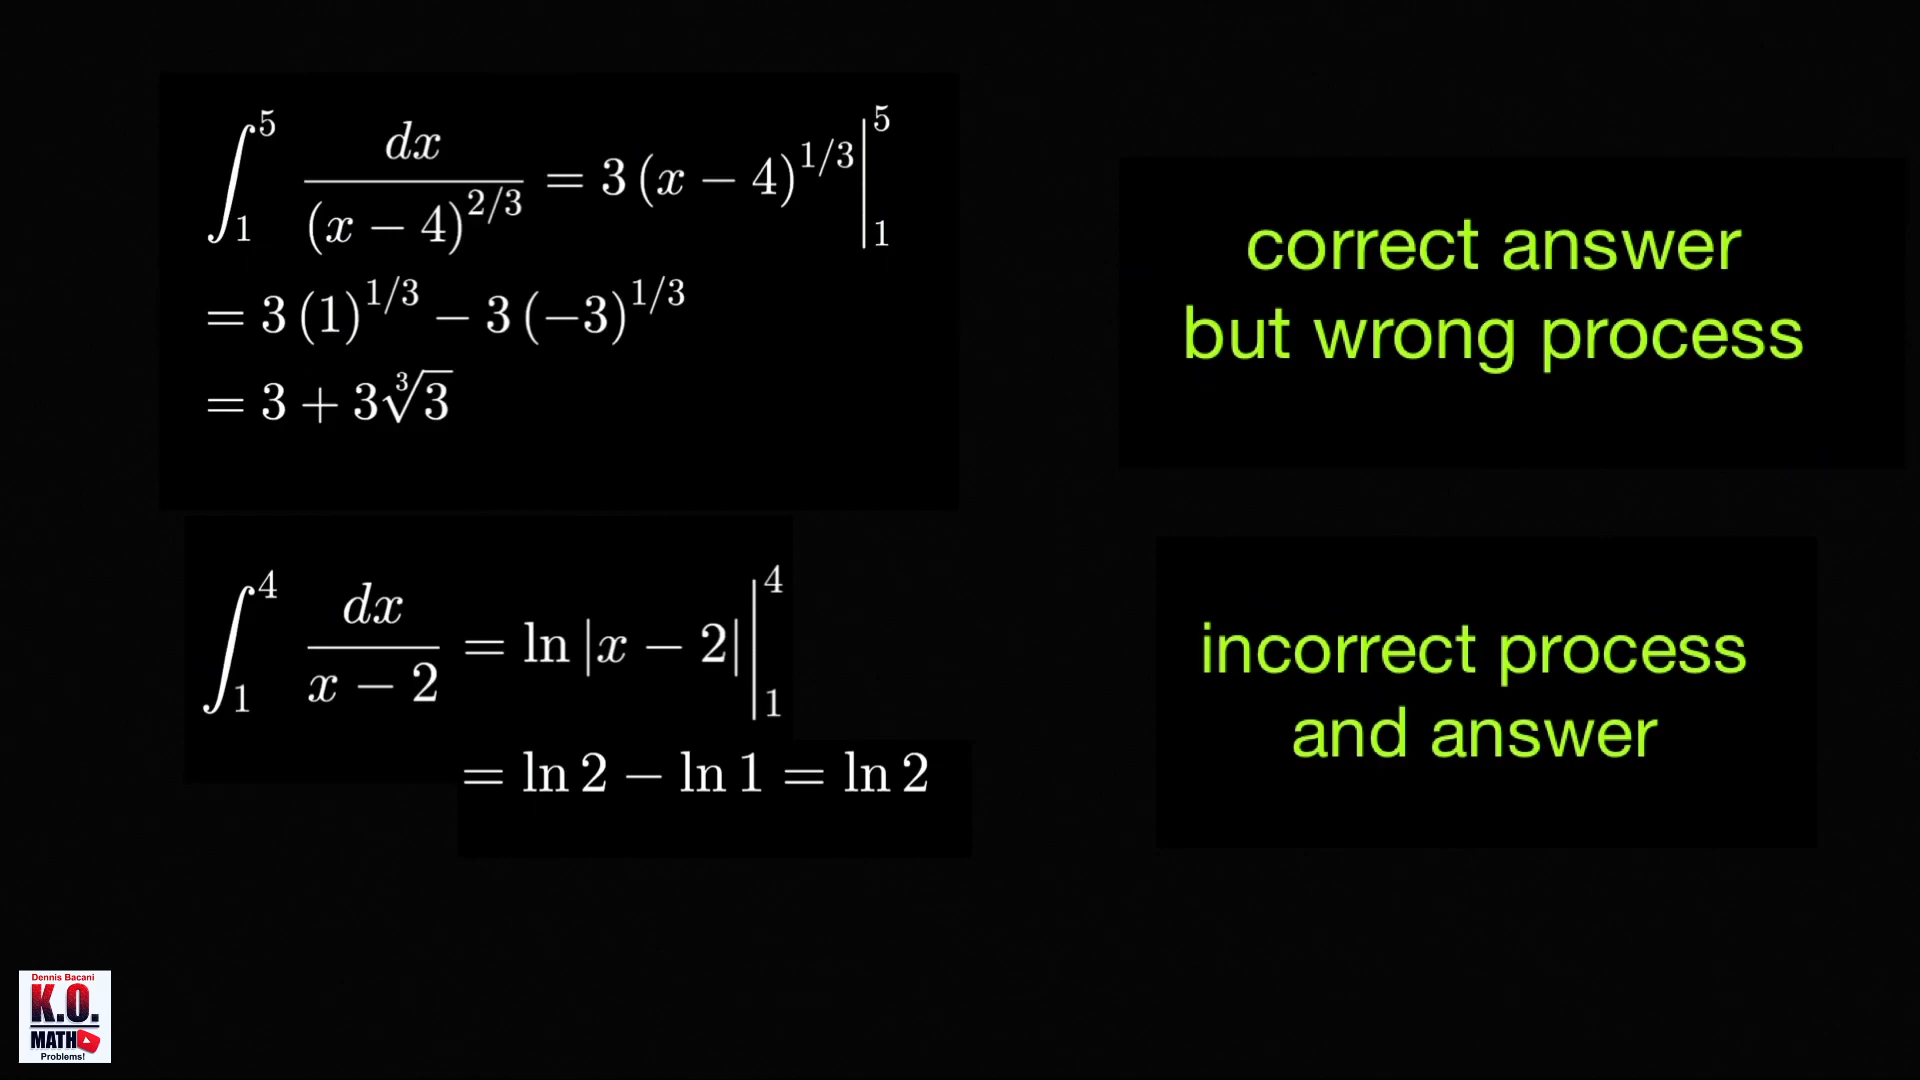 ∫₁⁵ dx/(x − 4)^{2/3} = 3 (x − 4)^{1/3} |₁⁵
= 3 (1)^{1/3} − 3 (−3)^{1/3}
= 3 + 3∛3
correct answer
but wrong process
∫₁⁴ dx/(x − 2) = ln |x − 2| |₁⁴
= ln 2 − ln 1 = ln 2
incorrect process
and answer
Dennis Bacani
K.O.
MATH
Problems!